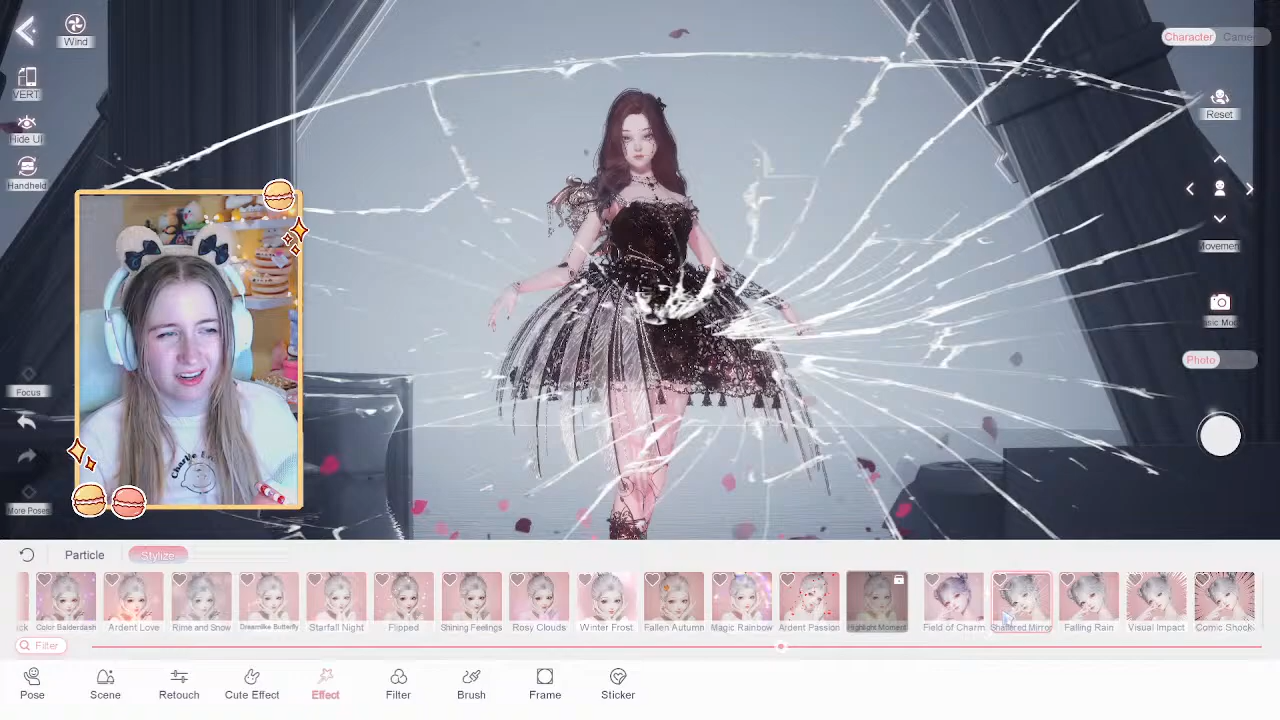 Wind
Character
Came
VERT.
Hide UI
Reset
Handheld
Movemen
Photo
Focus
More Poses
Particle
Stylize
Color Balderdash
Ardent Love
Rime and Snow
Dreamlike Butterfly
Starfall Night
Flipped
Shining Feelings
Rosy Clouds
Winter Frost
Fallen Autumn
Magic Rainbow
Ardent Passion
Highlight Moment
Field of Charm
Shattered Mirror
Falling Rain
Visual Impact
Comic Shock
Filter
Pose
Scene
Retouch
Cute Effect
Effect
Filter
Brush
Frame
Sticker